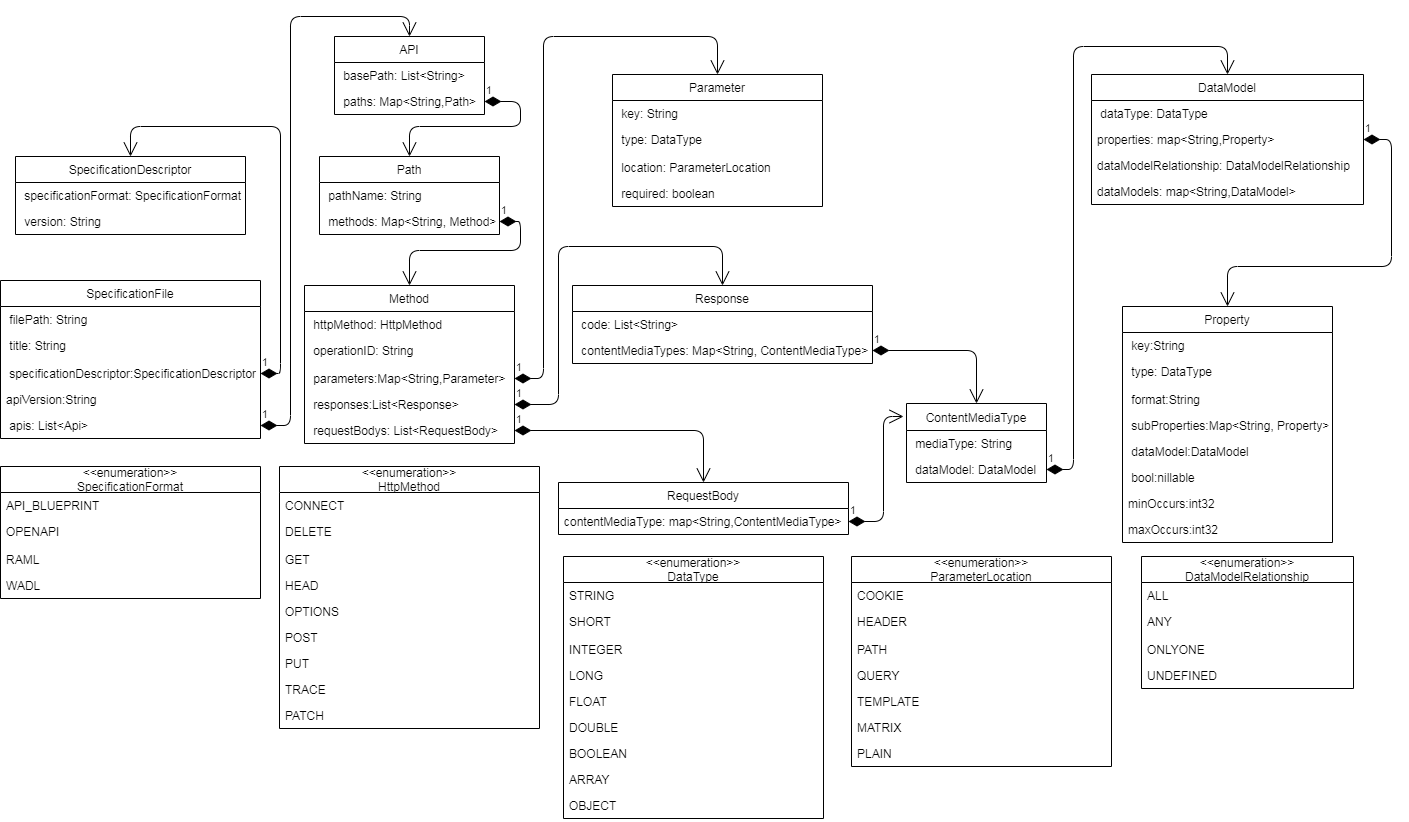 API
basePath: List<String>
paths: Map<String,Path>
1
Parameter
key: String
type: DataType
location: ParameterLocation
required: boolean
DataModel
dataType: DataType
properties: map<String,Property>
dataModelRelationship: DataModelRelationship
dataModels: map<String,DataModel>
1
SpecificationDescriptor
specificationFormat: SpecificationFormat
version: String
Path
pathName: String
methods: Map<String, Method>
1
SpecificationFile
filePath: String
title: String
specificationDescriptor:SpecificationDescriptor
1
apiVersion:String
apis: List<Api>
1
Method
httpMethod: HttpMethod
operationID: String
parameters:Map<String,Parameter>
1
responses:List<Response>
1
requestBodys: List<RequestBody>
1
Response
code: List<String>
contentMediaTypes: Map<String, ContentMediaType>
1
ContentMediaType
mediaType: String
dataModel: DataModel
1
Property
key:String
type: DataType
format:String
subProperties:Map<String, Property>
dataModel:DataModel
bool:nillable
minOccurs:int32
maxOccurs:int32
RequestBody
contentMediaType: map<String,ContentMediaType>
1
<<enumeration>>
SpecificationFormat
API_BLUEPRINT
OPENAPI
RAML
WADL
<<enumeration>>
HttpMethod
CONNECT
DELETE
GET
HEAD
OPTIONS
POST
PUT
TRACE
PATCH
<<enumeration>>
DataType
STRING
SHORT
INTEGER
LONG
FLOAT
DOUBLE
BOOLEAN
ARRAY
OBJECT
<<enumeration>>
ParameterLocation
COOKIE
HEADER
PATH
QUERY
TEMPLATE
MATRIX
PLAIN
<<enumeration>>
DataModelRelationship
ALL
ANY
ONLYONE
UNDEFINED